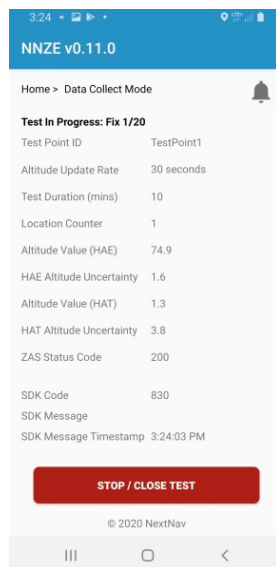 3:24
NNZE v0.11.0
Home > Data Collect Mode
Test In Progress: Fix 1/20
Test Point ID TestPoint1
Altitude Update Rate 30 seconds
Test Duration (mins) 10
Location Counter 1
Altitude Value (HAE) 74.9
HAE Altitude Uncertainty 1.6
Altitude Value (HAT) 1.3
HAT Altitude Uncertainty 3.8
ZAS Status Code 200
SDK Code 830
SDK Message
SDK Message Timestamp 3:24:03 PM
STOP / CLOSE TEST
© 2020 NextNav